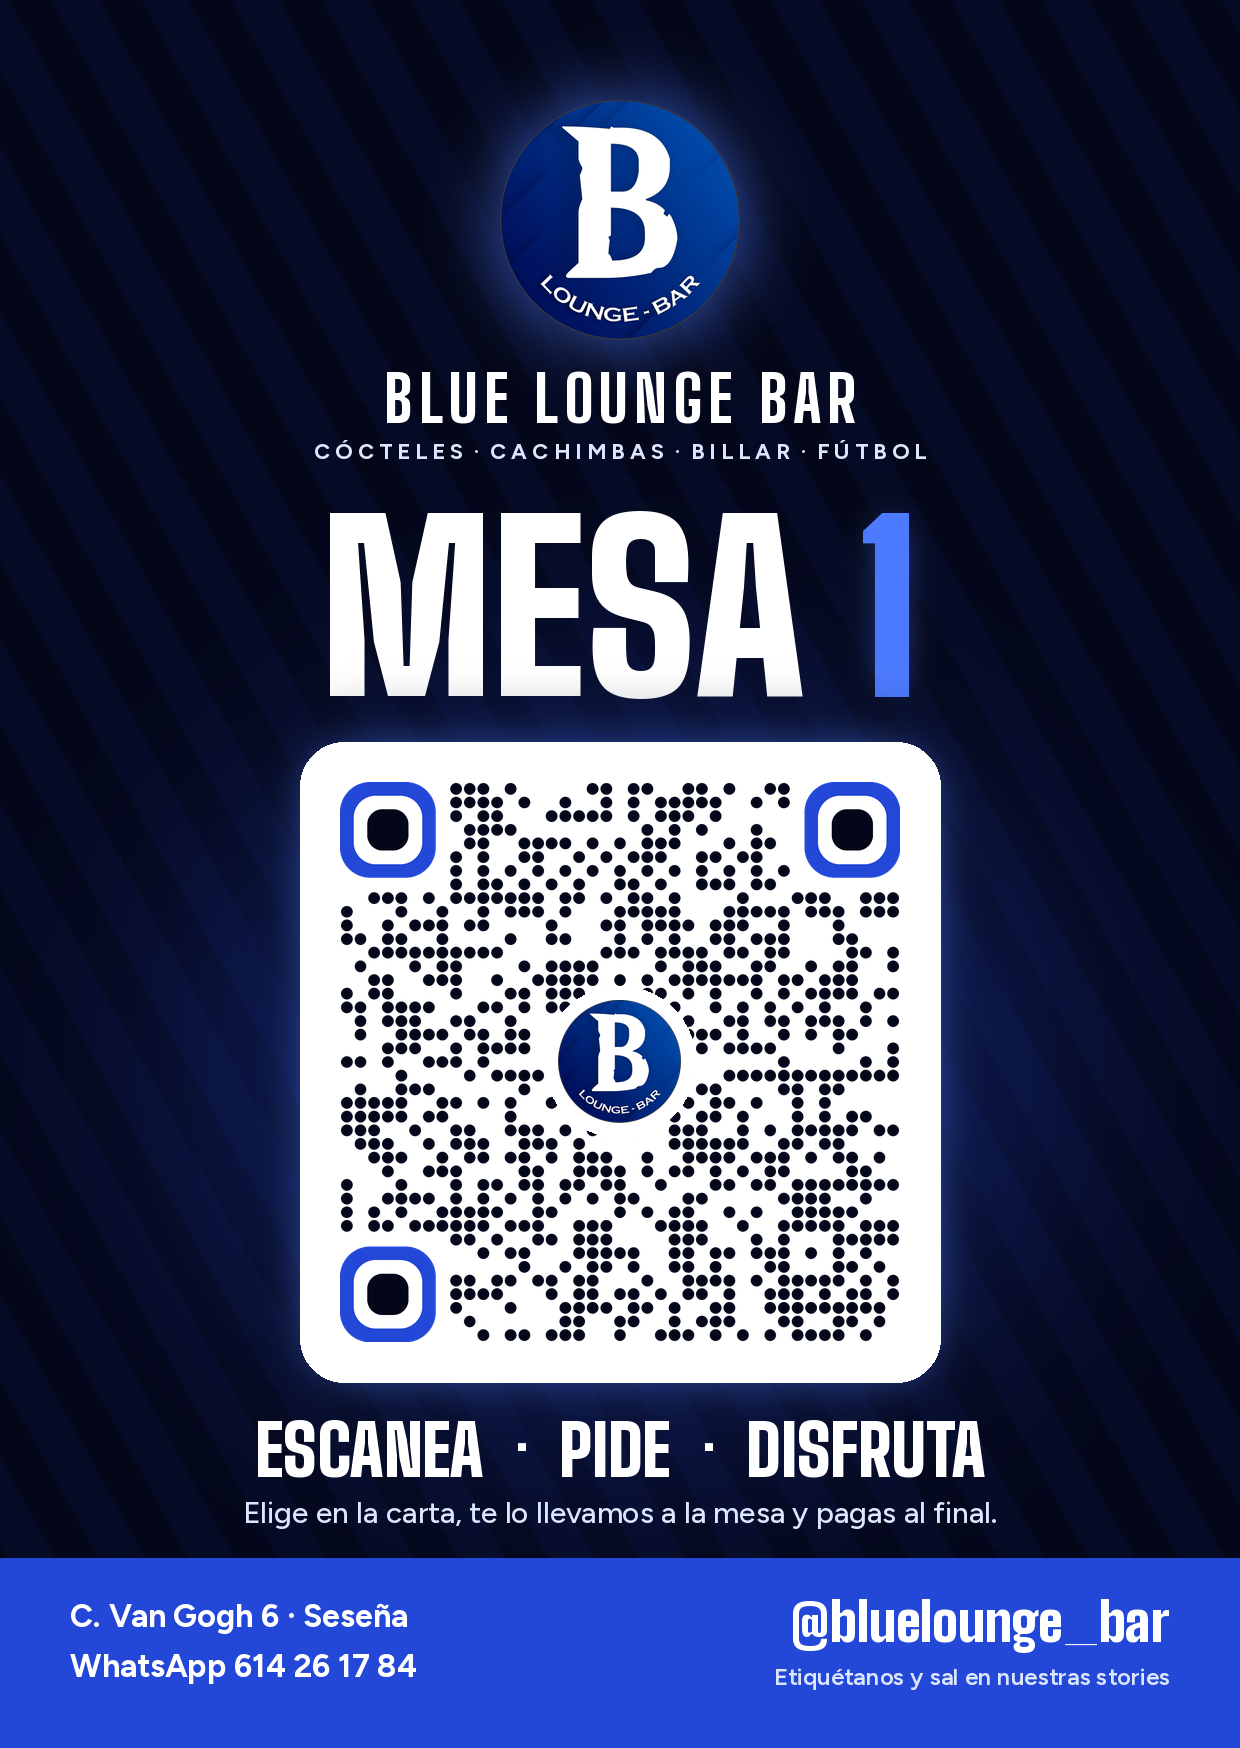 B
LOUNGE - BAR
BLUE LOUNGE BAR
CÓCTELES · CACHIMBAS · BILLAR · FÚTBOL
MESA 1
B
LOUNGE - BAR
ESCANEA · PIDE · DISFRUTA
Elige en la carta, te lo llevamos a la mesa y pagas al final.
C. Van Gogh 6 · Seseña
WhatsApp 614 26 17 84
@bluelounge_bar
Etiquétanos y sal en nuestras stories